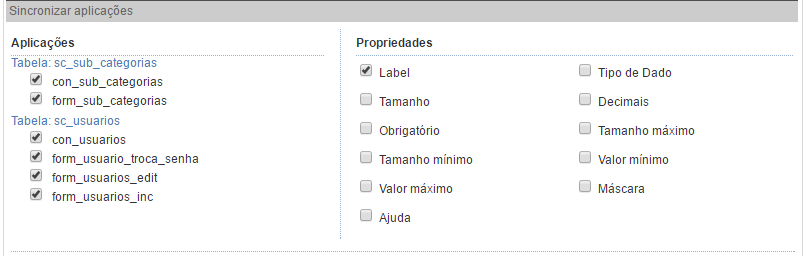 Sincronizar aplicações
Aplicações
Tabela: sc_sub_categorias
con_sub_categorias
form_sub_categorias
Tabela: sc_usuarios
con_usuarios
form_usuario_troca_senha
form_usuarios_edit
form_usuarios_inc
Propriedades
Label Tipo de Dado
Tamanho Decimais
Obrigatório Tamanho máximo
Tamanho mínimo Valor mínimo
Valor máximo Máscara
Ajuda